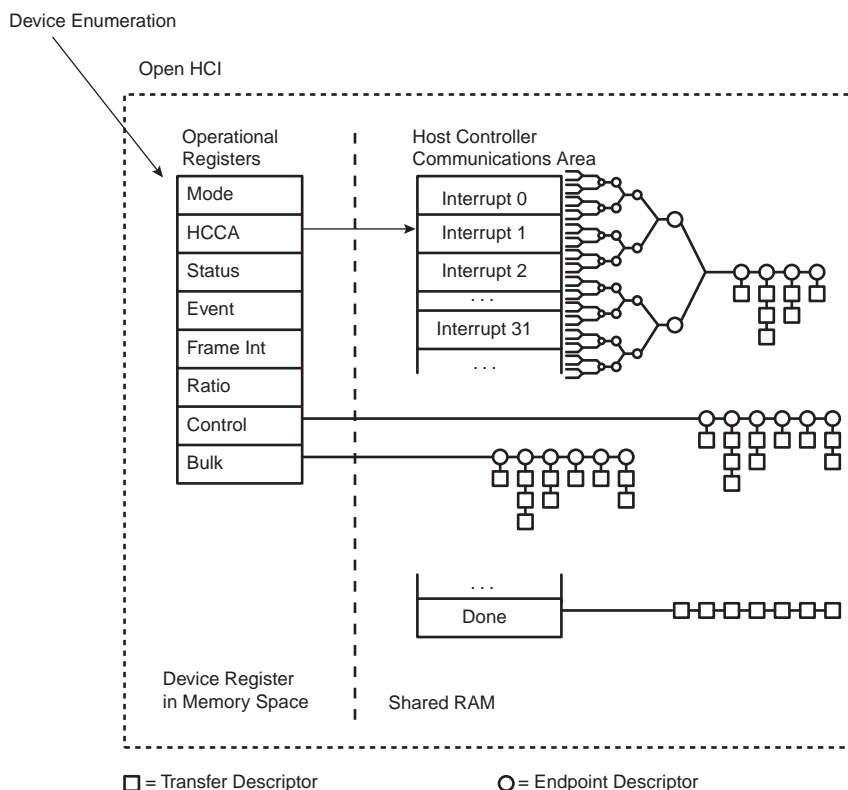 Device Enumeration
Open HCI
Operational
Registers
Mode
HCCA
Status
Event
Frame Int
Ratio
Control
Bulk
Host Controller
Communications Area
Interrupt 0
Interrupt 1
Interrupt 2
. . .
Interrupt 31
. . .
. . .
Done
Device Register
in Memory Space
Shared RAM
= Transfer Descriptor
= Endpoint Descriptor